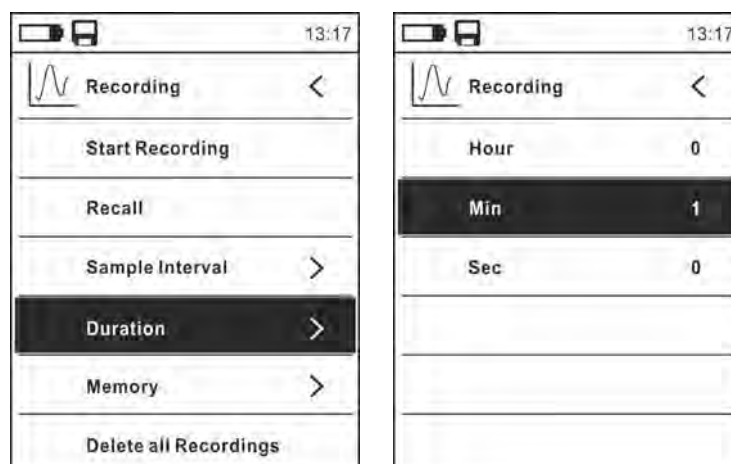 13:17
Recording <
Start Recording
Recall
Sample Interval >
Duration >
Memory >
Delete all Recordings
13:17
Recording <
Hour 0
Min 1
Sec 0